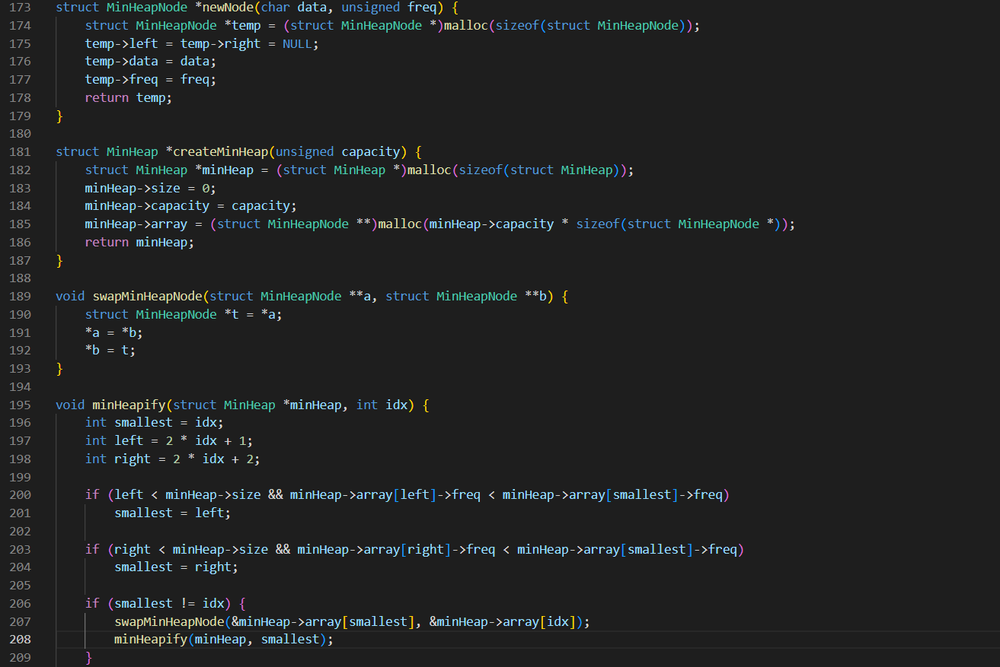 173 struct MinHeapNode *newNode(char data, unsigned freq) {
174     struct MinHeapNode *temp = (struct MinHeapNode *)malloc(sizeof(struct MinHeapNode));
175     temp->left = temp->right = NULL;
176     temp->data = data;
177     temp->freq = freq;
178     return temp;
179 }
180
181 struct MinHeap *createMinHeap(unsigned capacity) {
182     struct MinHeap *minHeap = (struct MinHeap *)malloc(sizeof(struct MinHeap));
183     minHeap->size = 0;
184     minHeap->capacity = capacity;
185     minHeap->array = (struct MinHeapNode **)malloc(minHeap->capacity * sizeof(struct MinHeapNode *));
186     return minHeap;
187 }
188
189 void swapMinHeapNode(struct MinHeapNode **a, struct MinHeapNode **b) {
190     struct MinHeapNode *t = *a;
191     *a = *b;
192     *b = t;
193 }
194
195 void minHeapify(struct MinHeap *minHeap, int idx) {
196     int smallest = idx;
197     int left = 2 * idx + 1;
198     int right = 2 * idx + 2;
199
200     if (left < minHeap->size && minHeap->array[left]->freq < minHeap->array[smallest]->freq)
201         smallest = left;
202
203     if (right < minHeap->size && minHeap->array[right]->freq < minHeap->array[smallest]->freq)
204         smallest = right;
205
206     if (smallest != idx) {
207         swapMinHeapNode(&minHeap->array[smallest], &minHeap->array[idx]);
208         minHeapify(minHeap, smallest);
209     }